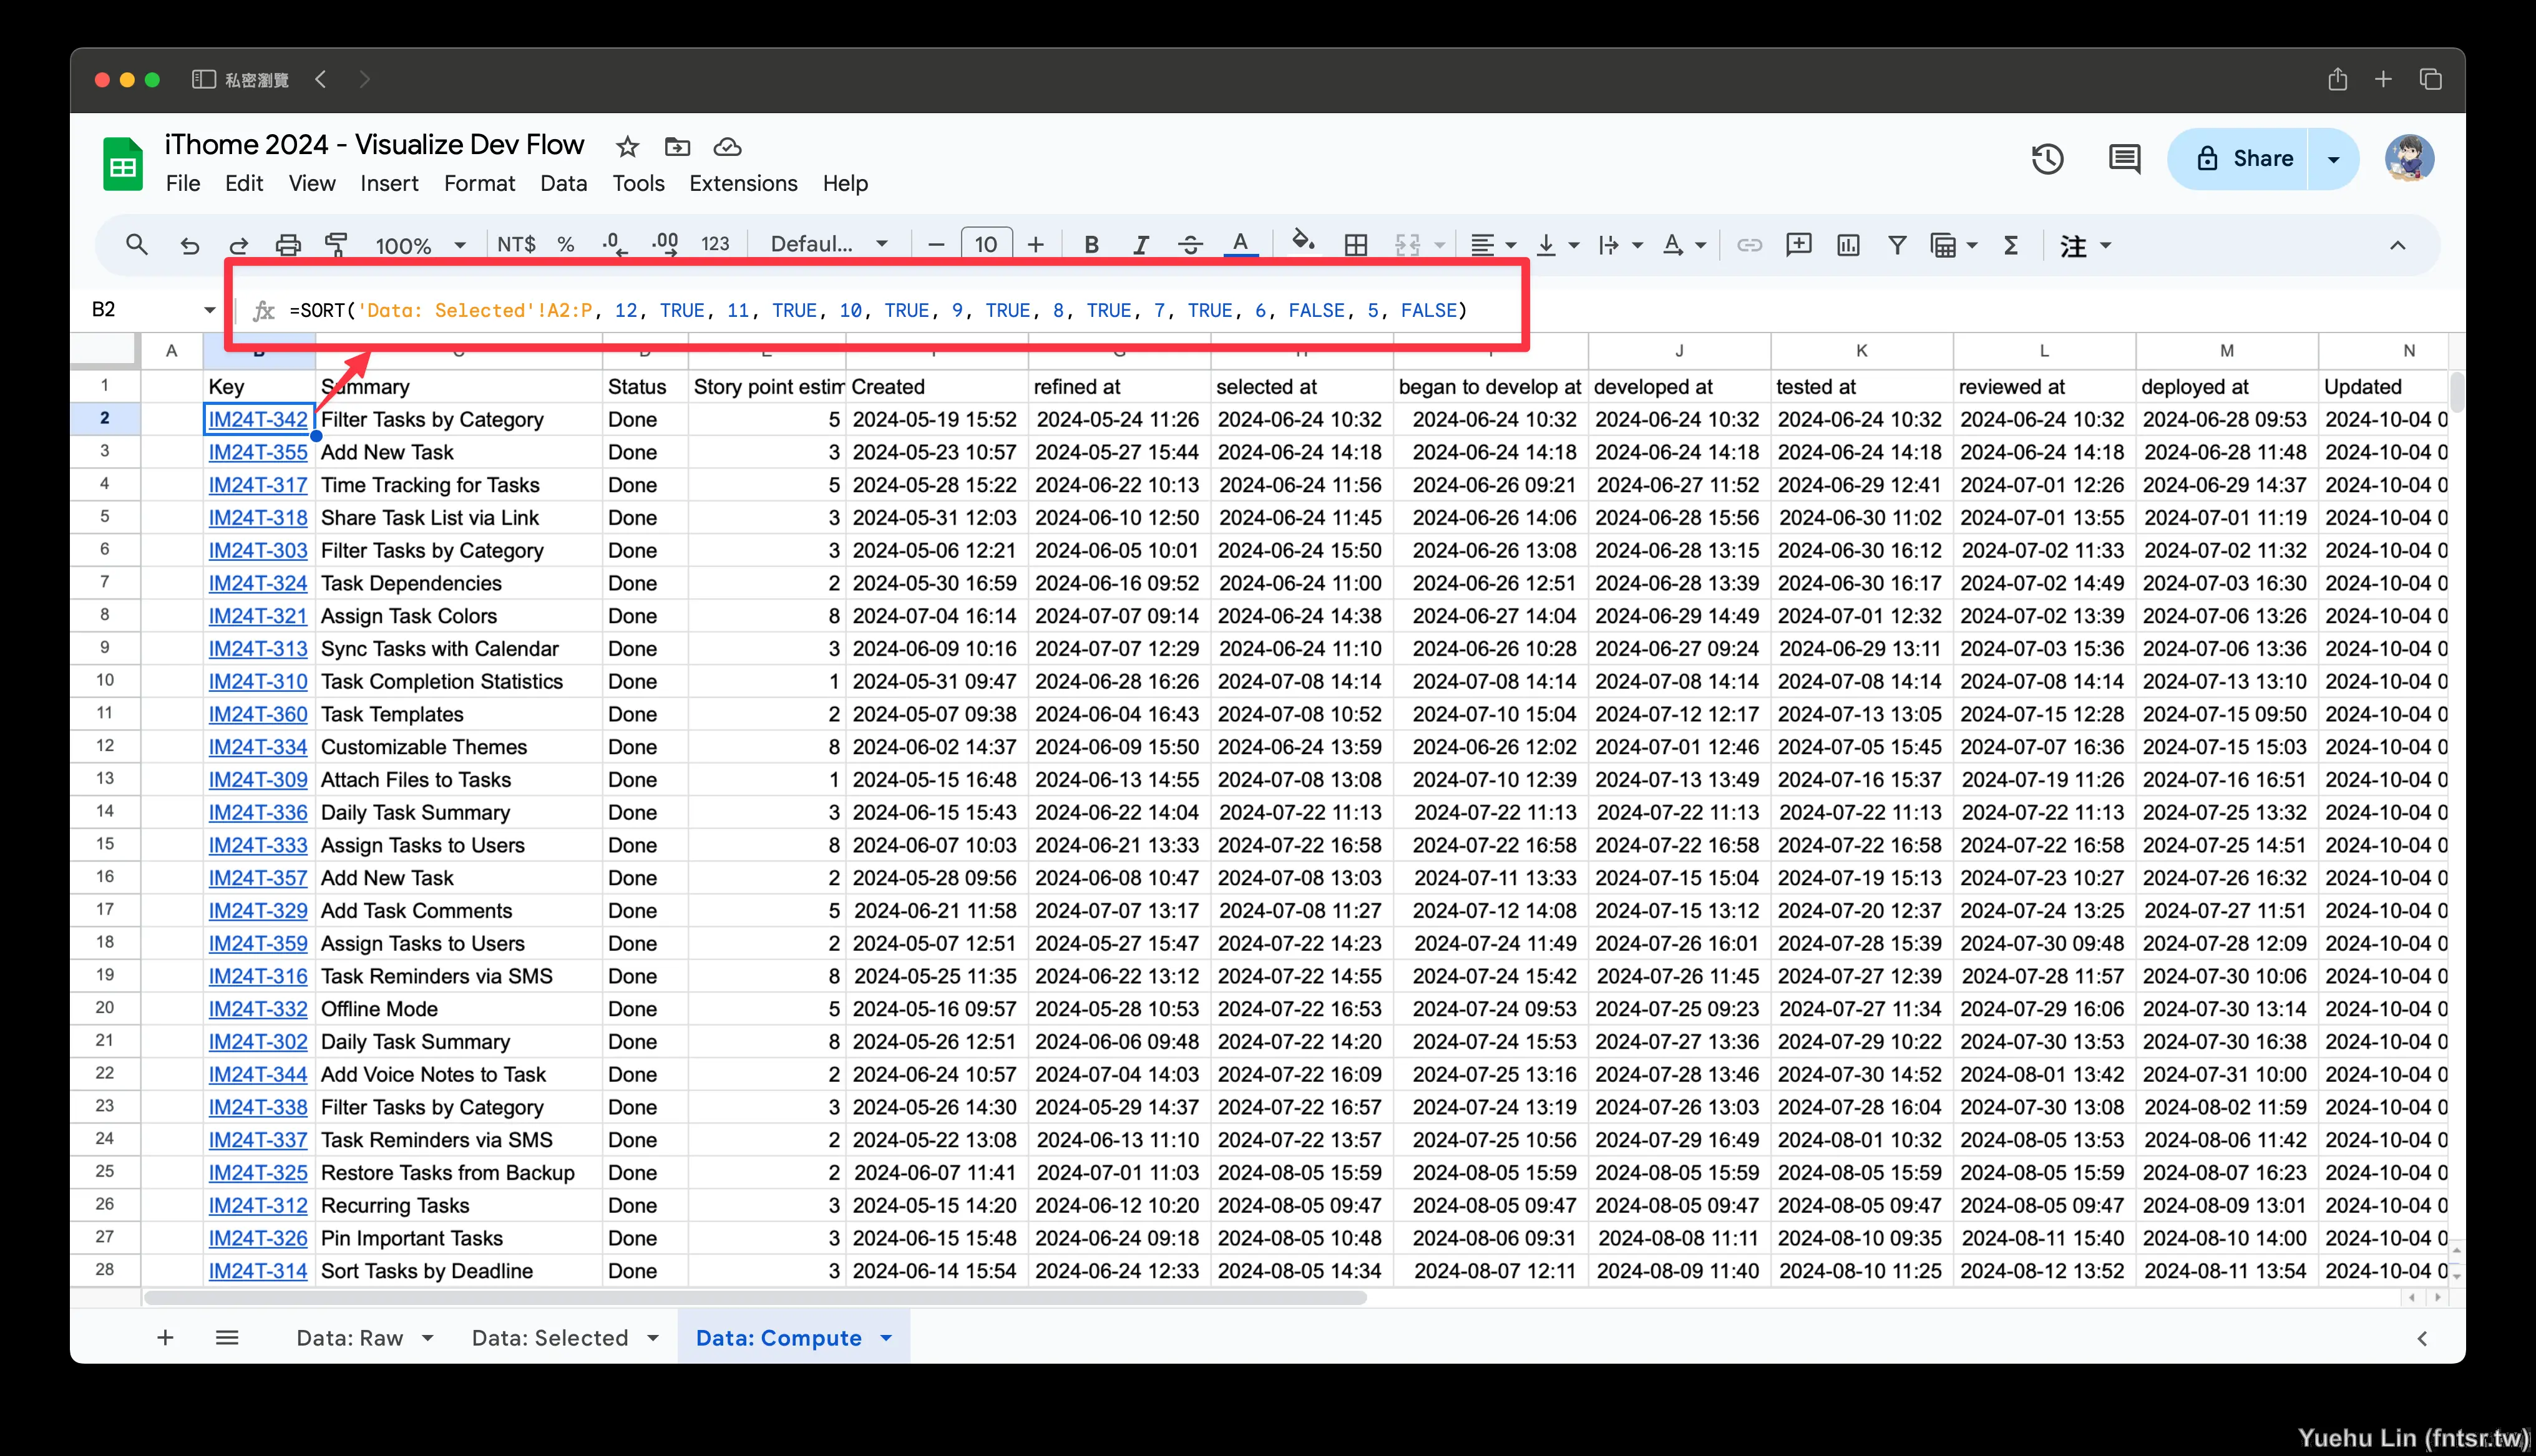 私密瀏覽
iThome 2024 - Visualize Dev Flow
File Edit View Insert Format Data Tools Extensions Help
Share
100% NT$ % .0 .00 123 Defaul... 10 B I A 注
B2 fx =SORT('Data: Selected'!A2:P, 12, TRUE, 11, TRUE, 10, TRUE, 9, TRUE, 8, TRUE, 7, TRUE, 6, FALSE, 5, FALSE)
A J K L M N
1 Key Summary Status Story point estim Created refined at selected at began to develop at developed at tested at reviewed at deployed at Updated
2 IM24T-342 Filter Tasks by Category Done 5 2024-05-19 15:52 2024-05-24 11:26 2024-06-24 10:32 2024-06-24 10:32 2024-06-24 10:32 2024-06-24 10:32 2024-06-24 10:32 2024-06-28 09:53 2024-10-04 0
3 IM24T-355 Add New Task Done 3 2024-05-23 10:57 2024-05-27 15:44 2024-06-24 14:18 2024-06-24 14:18 2024-06-24 14:18 2024-06-24 14:18 2024-06-24 14:18 2024-06-28 11:48 2024-10-04 0
4 IM24T-317 Time Tracking for Tasks Done 5 2024-05-28 15:22 2024-06-22 10:13 2024-06-24 11:56 2024-06-26 09:21 2024-06-27 11:52 2024-06-29 12:41 2024-07-01 12:26 2024-06-29 14:37 2024-10-04 0
5 IM24T-318 Share Task List via Link Done 3 2024-05-31 12:03 2024-06-10 12:50 2024-06-24 11:45 2024-06-26 14:06 2024-06-28 15:56 2024-06-30 11:02 2024-07-01 13:55 2024-07-01 11:19 2024-10-04 0
6 IM24T-303 Filter Tasks by Category Done 3 2024-05-06 12:21 2024-06-05 10:01 2024-06-24 15:50 2024-06-26 13:08 2024-06-28 13:15 2024-06-30 16:12 2024-07-02 11:33 2024-07-02 11:32 2024-10-04 0
7 IM24T-324 Task Dependencies Done 2 2024-05-30 16:59 2024-06-16 09:52 2024-06-24 11:00 2024-06-26 12:51 2024-06-28 13:39 2024-06-30 16:17 2024-07-02 14:49 2024-07-03 16:30 2024-10-04 0
8 IM24T-321 Assign Task Colors Done 8 2024-07-04 16:14 2024-07-07 09:14 2024-06-24 14:38 2024-06-27 14:04 2024-06-29 14:49 2024-07-01 12:32 2024-07-02 13:39 2024-07-06 13:26 2024-10-04 0
9 IM24T-313 Sync Tasks with Calendar Done 3 2024-06-09 10:16 2024-07-07 12:29 2024-06-24 11:10 2024-06-26 10:28 2024-06-27 09:24 2024-06-29 13:11 2024-07-03 15:36 2024-07-06 13:36 2024-10-04 0
10 IM24T-310 Task Completion Statistics Done 1 2024-05-31 09:47 2024-06-28 16:26 2024-07-08 14:14 2024-07-08 14:14 2024-07-08 14:14 2024-07-08 14:14 2024-07-08 14:14 2024-07-13 13:10 2024-10-04 0
11 IM24T-360 Task Templates Done 2 2024-05-07 09:38 2024-06-04 16:43 2024-07-08 10:52 2024-07-10 15:04 2024-07-12 12:17 2024-07-13 13:05 2024-07-15 12:28 2024-07-15 09:50 2024-10-04 0
12 IM24T-334 Customizable Themes Done 8 2024-06-02 14:37 2024-06-09 15:50 2024-06-24 13:59 2024-06-26 12:02 2024-07-01 12:46 2024-07-05 15:45 2024-07-07 16:36 2024-07-15 15:03 2024-10-04 0
13 IM24T-309 Attach Files to Tasks Done 1 2024-05-15 16:48 2024-06-13 14:55 2024-07-08 13:08 2024-07-10 12:39 2024-07-13 13:49 2024-07-16 15:37 2024-07-19 11:26 2024-07-16 16:51 2024-10-04 0
14 IM24T-336 Daily Task Summary Done 3 2024-06-15 15:43 2024-06-22 14:04 2024-07-22 11:13 2024-07-22 11:13 2024-07-22 11:13 2024-07-22 11:13 2024-07-22 11:13 2024-07-25 13:32 2024-10-04 0
15 IM24T-333 Assign Tasks to Users Done 8 2024-06-07 10:03 2024-06-21 13:33 2024-07-22 16:58 2024-07-22 16:58 2024-07-22 16:58 2024-07-22 16:58 2024-07-22 16:58 2024-07-25 14:51 2024-10-04 0
16 IM24T-357 Add New Task Done 2 2024-05-28 09:56 2024-06-08 10:47 2024-07-08 13:03 2024-07-11 13:33 2024-07-15 15:04 2024-07-19 15:13 2024-07-23 10:27 2024-07-26 16:32 2024-10-04 0
17 IM24T-329 Add Task Comments Done 5 2024-06-21 11:58 2024-07-07 13:17 2024-07-08 11:27 2024-07-12 14:08 2024-07-15 13:12 2024-07-20 12:37 2024-07-24 13:25 2024-07-27 11:51 2024-10-04 0
18 IM24T-359 Assign Tasks to Users Done 2 2024-05-07 12:51 2024-05-27 15:47 2024-07-22 14:23 2024-07-24 11:49 2024-07-26 16:01 2024-07-28 15:39 2024-07-30 09:48 2024-07-28 12:09 2024-10-04 0
19 IM24T-316 Task Reminders via SMS Done 8 2024-05-25 11:35 2024-06-22 13:12 2024-07-22 14:55 2024-07-24 15:42 2024-07-26 11:45 2024-07-27 12:39 2024-07-28 11:57 2024-07-30 10:06 2024-10-04 0
20 IM24T-332 Offline Mode Done 5 2024-05-16 09:57 2024-05-28 10:53 2024-07-22 16:53 2024-07-24 09:53 2024-07-25 09:23 2024-07-27 11:34 2024-07-29 16:06 2024-07-30 13:14 2024-10-04 0
21 IM24T-302 Daily Task Summary Done 8 2024-05-26 12:51 2024-06-06 09:48 2024-07-22 14:20 2024-07-24 15:53 2024-07-27 13:36 2024-07-29 10:22 2024-07-30 13:53 2024-07-30 16:38 2024-10-04 0
22 IM24T-344 Add Voice Notes to Task Done 2 2024-06-24 10:57 2024-07-04 14:03 2024-07-22 16:09 2024-07-25 13:16 2024-07-28 13:46 2024-07-30 14:52 2024-08-01 13:42 2024-07-31 10:00 2024-10-04 0
23 IM24T-338 Filter Tasks by Category Done 3 2024-05-26 14:30 2024-05-29 14:37 2024-07-22 16:57 2024-07-24 13:19 2024-07-26 13:03 2024-07-28 16:04 2024-07-30 13:08 2024-08-02 11:59 2024-10-04 0
24 IM24T-337 Task Reminders via SMS Done 2 2024-05-22 13:08 2024-06-13 11:10 2024-07-22 13:57 2024-07-25 10:56 2024-07-29 16:49 2024-08-01 10:32 2024-08-05 13:53 2024-08-06 11:42 2024-10-04 0
25 IM24T-325 Restore Tasks from Backup Done 2 2024-06-07 11:41 2024-07-01 11:03 2024-08-05 15:59 2024-08-05 15:59 2024-08-05 15:59 2024-08-05 15:59 2024-08-05 15:59 2024-08-07 16:23 2024-10-04 0
26 IM24T-312 Recurring Tasks Done 3 2024-05-15 14:20 2024-06-12 10:20 2024-08-05 09:47 2024-08-05 09:47 2024-08-05 09:47 2024-08-05 09:47 2024-08-05 09:47 2024-08-09 13:01 2024-10-04 0
27 IM24T-326 Pin Important Tasks Done 3 2024-06-15 15:48 2024-06-24 09:18 2024-08-05 10:48 2024-08-06 09:31 2024-08-08 11:11 2024-08-10 09:35 2024-08-11 15:40 2024-08-10 14:00 2024-10-04 0
28 IM24T-314 Sort Tasks by Deadline Done 3 2024-06-14 15:54 2024-06-24 12:33 2024-08-05 14:34 2024-08-07 12:11 2024-08-09 11:40 2024-08-10 11:25 2024-08-12 13:52 2024-08-11 13:54 2024-10-04 0
Data: Raw Data: Selected Data: Compute
Yuehu Lin (fntsr.tw)